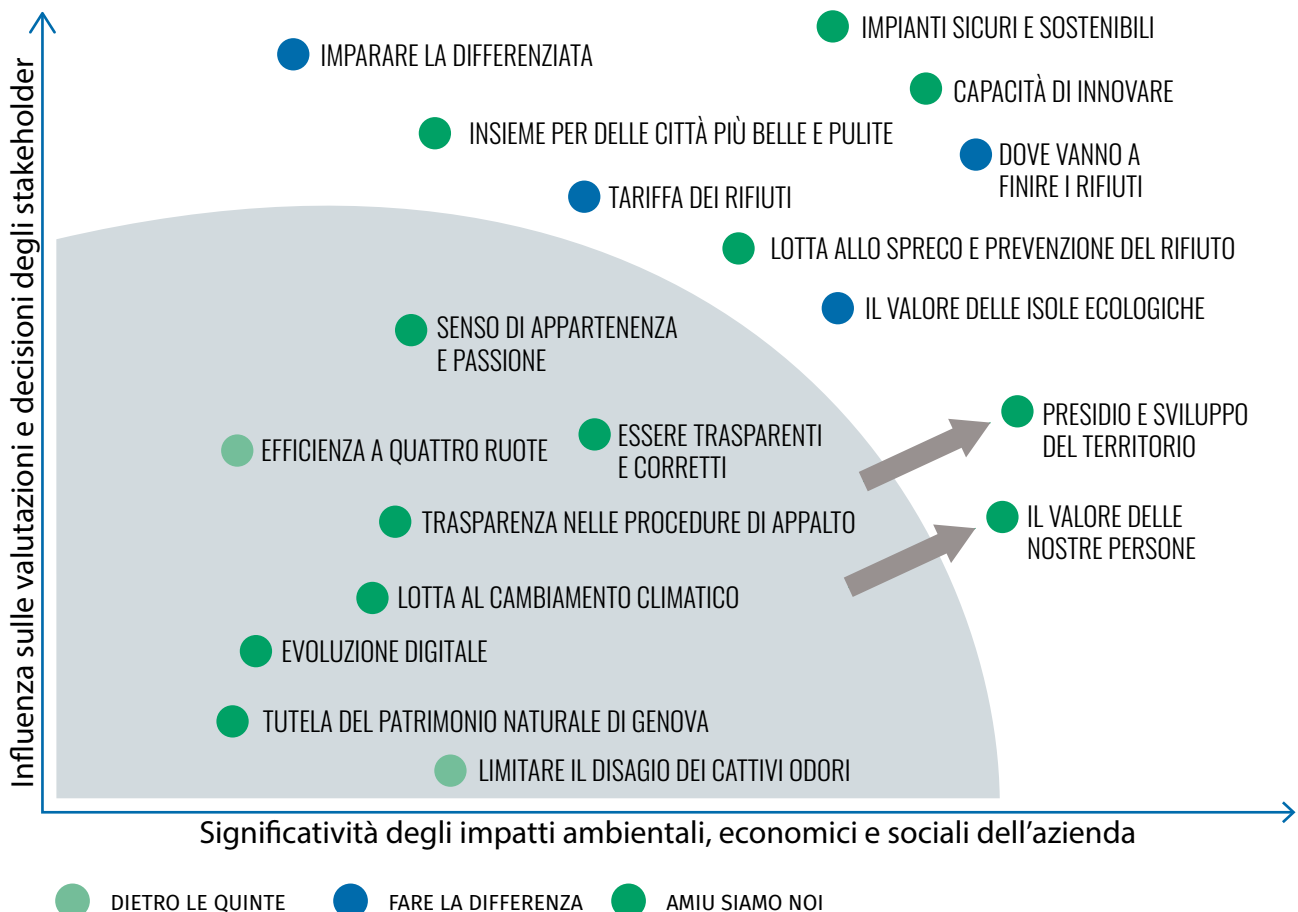 Influenza sulle valutazioni e decisioni degli stakeholder
IMPIANTI SICURI E SOSTENIBILI
IMPARARE LA DIFFERENZIATA
CAPACITÀ DI INNOVARE
INSIEME PER DELLE CITTÀ PIÙ BELLE E PULITE
DOVE VANNO A
FINIRE I RIFIUTI
TARIFFA DEI RIFIUTI
LOTTA ALLO SPRECO E PREVENZIONE DEL RIFIUTO
IL VALORE DELLE ISOLE ECOLOGICHE
SENSO DI APPARTENENZA
E PASSIONE
PRESIDIO E SVILUPPO
DEL TERRITORIO
ESSERE TRASPARENTI
E CORRETTI
EFFICIENZA A QUATTRO RUOTE
TRASPARENZA NELLE PROCEDURE DI APPALTO
IL VALORE DELLE
NOSTRE PERSONE
LOTTA AL CAMBIAMENTO CLIMATICO
EVOLUZIONE DIGITALE
TUTELA DEL PATRIMONIO NATURALE DI GENOVA
LIMITARE IL DISAGIO DEI CATTIVI ODORI
Significatività degli impatti ambientali, economici e sociali dell'azienda
DIETRO LE QUINTE
FARE LA DIFFERENZA
AMIU SIAMO NOI